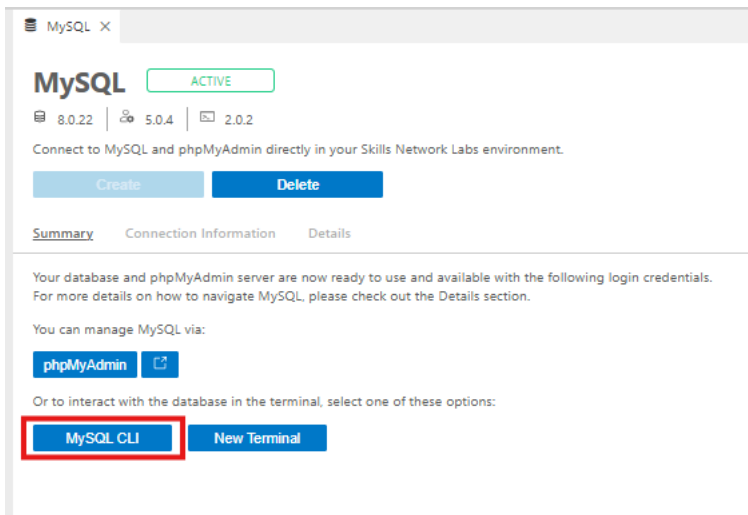 MySQL ×
MySQL ACTIVE
8.0.22 5.0.4 2.0.2
Connect to MySQL and phpMyAdmin directly in your Skills Network Labs environment.
Create Delete
Summary Connection Information Details
Your database and phpMyAdmin server are now ready to use and available with the following login credentials.
For more details on how to navigate MySQL, please check out the Details section.
You can manage MySQL via:
phpMyAdmin
Or to interact with the database in the terminal, select one of these options:
MySQL CLI New Terminal